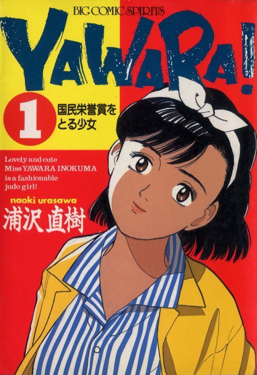 BIG COMIC SPIRITS
YAWARA!
1
国民栄誉賞を
とる少女
Lovely and cute
Miss YAWARA INOKUMA
is a fashionable
judo girl!
naoki urasawa
浦沢直樹